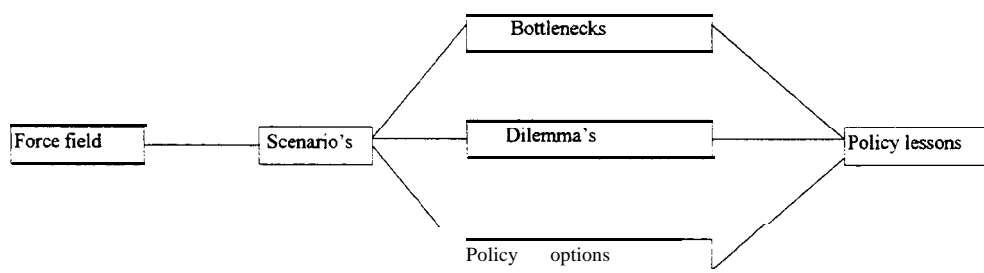 Bottlenecks
Force field
Scenario's
Dilemma's
Policy lessons
Policy options